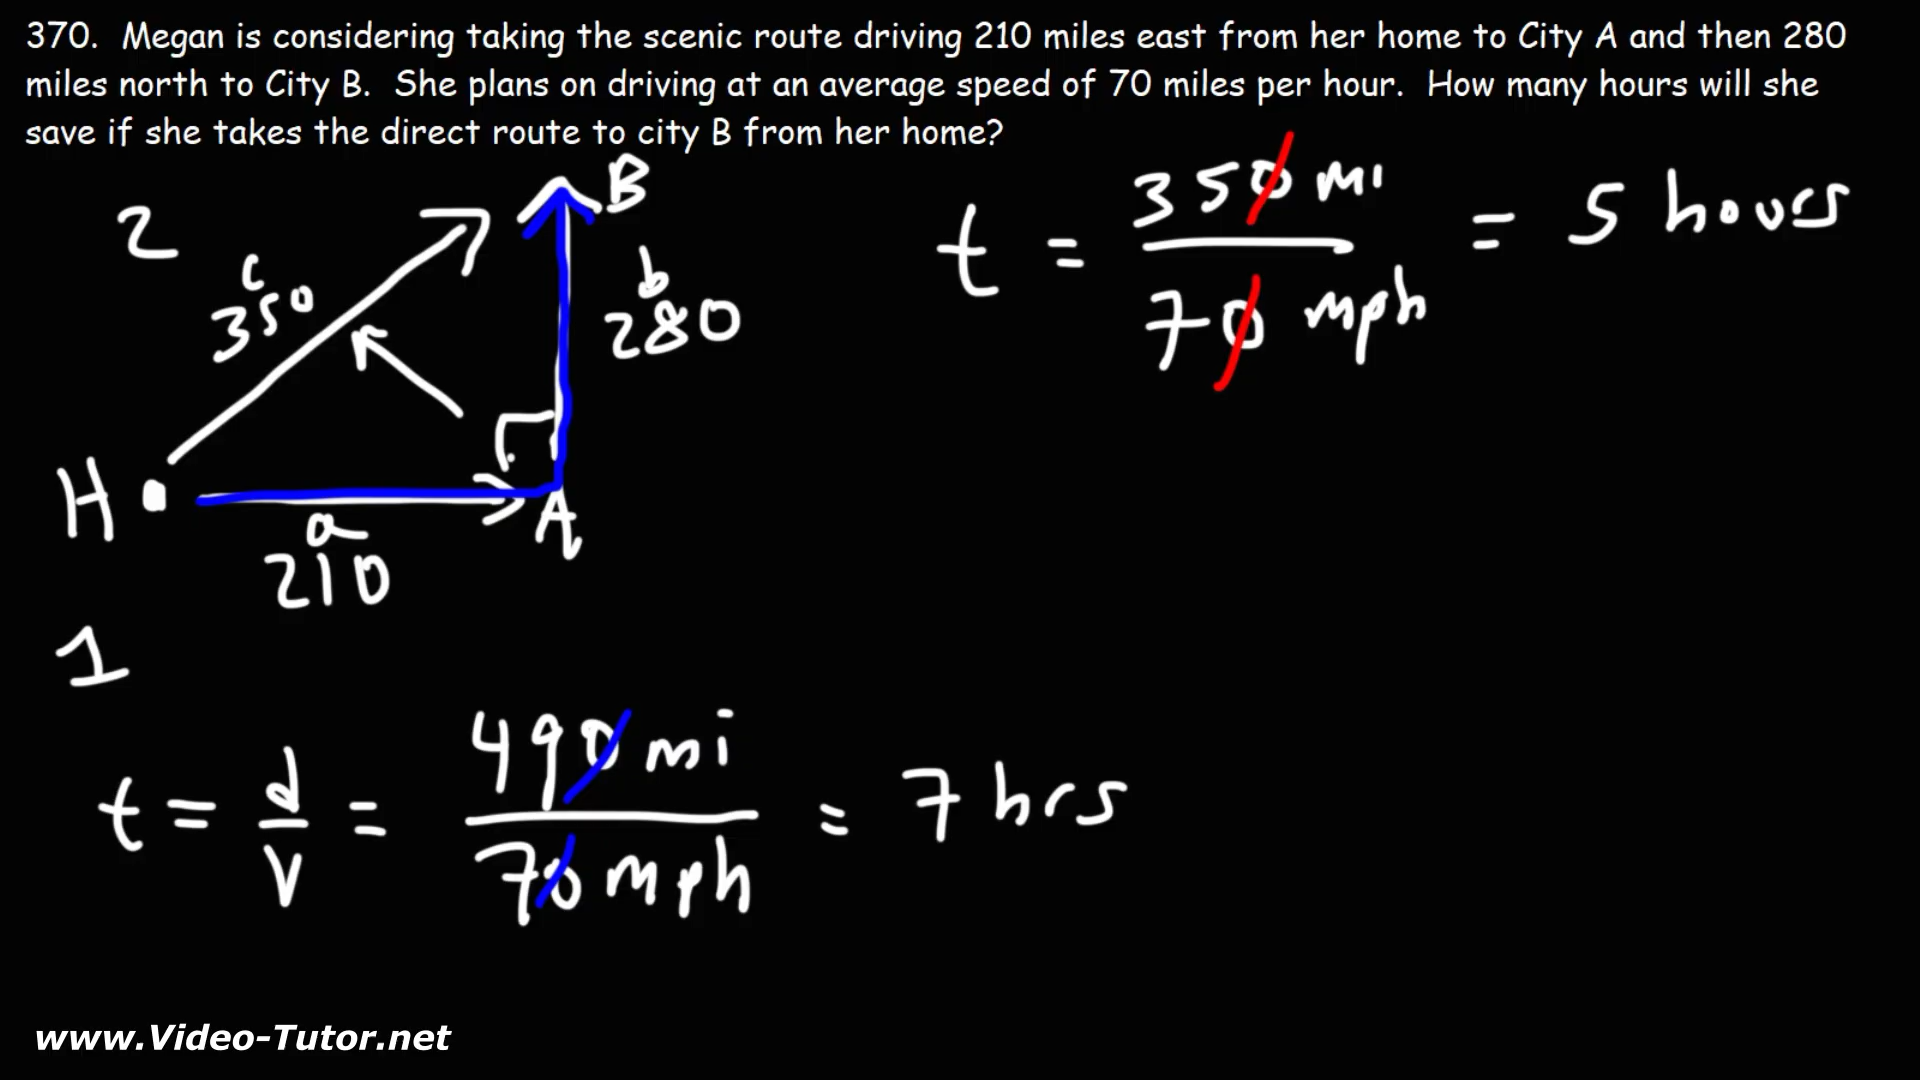 370. Megan is considering taking the scenic route driving 210 miles east from her home to City A and then 280
miles north to City B. She plans on driving at an average speed of 70 miles per hour. How many hours will she
save if she takes the direct route to city B from her home?
B
2
c
350
b
280
H
A
a
210
t = 350 mi / 70 mph = 5 hours
1
t = d / v = 490 mi / 70 mph = 7 hrs
www.Video-Tutor.net